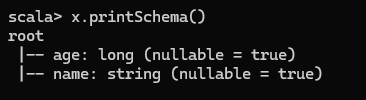 scala> x.printSchema()
root
 |-- age: long (nullable = true)
 |-- name: string (nullable = true)